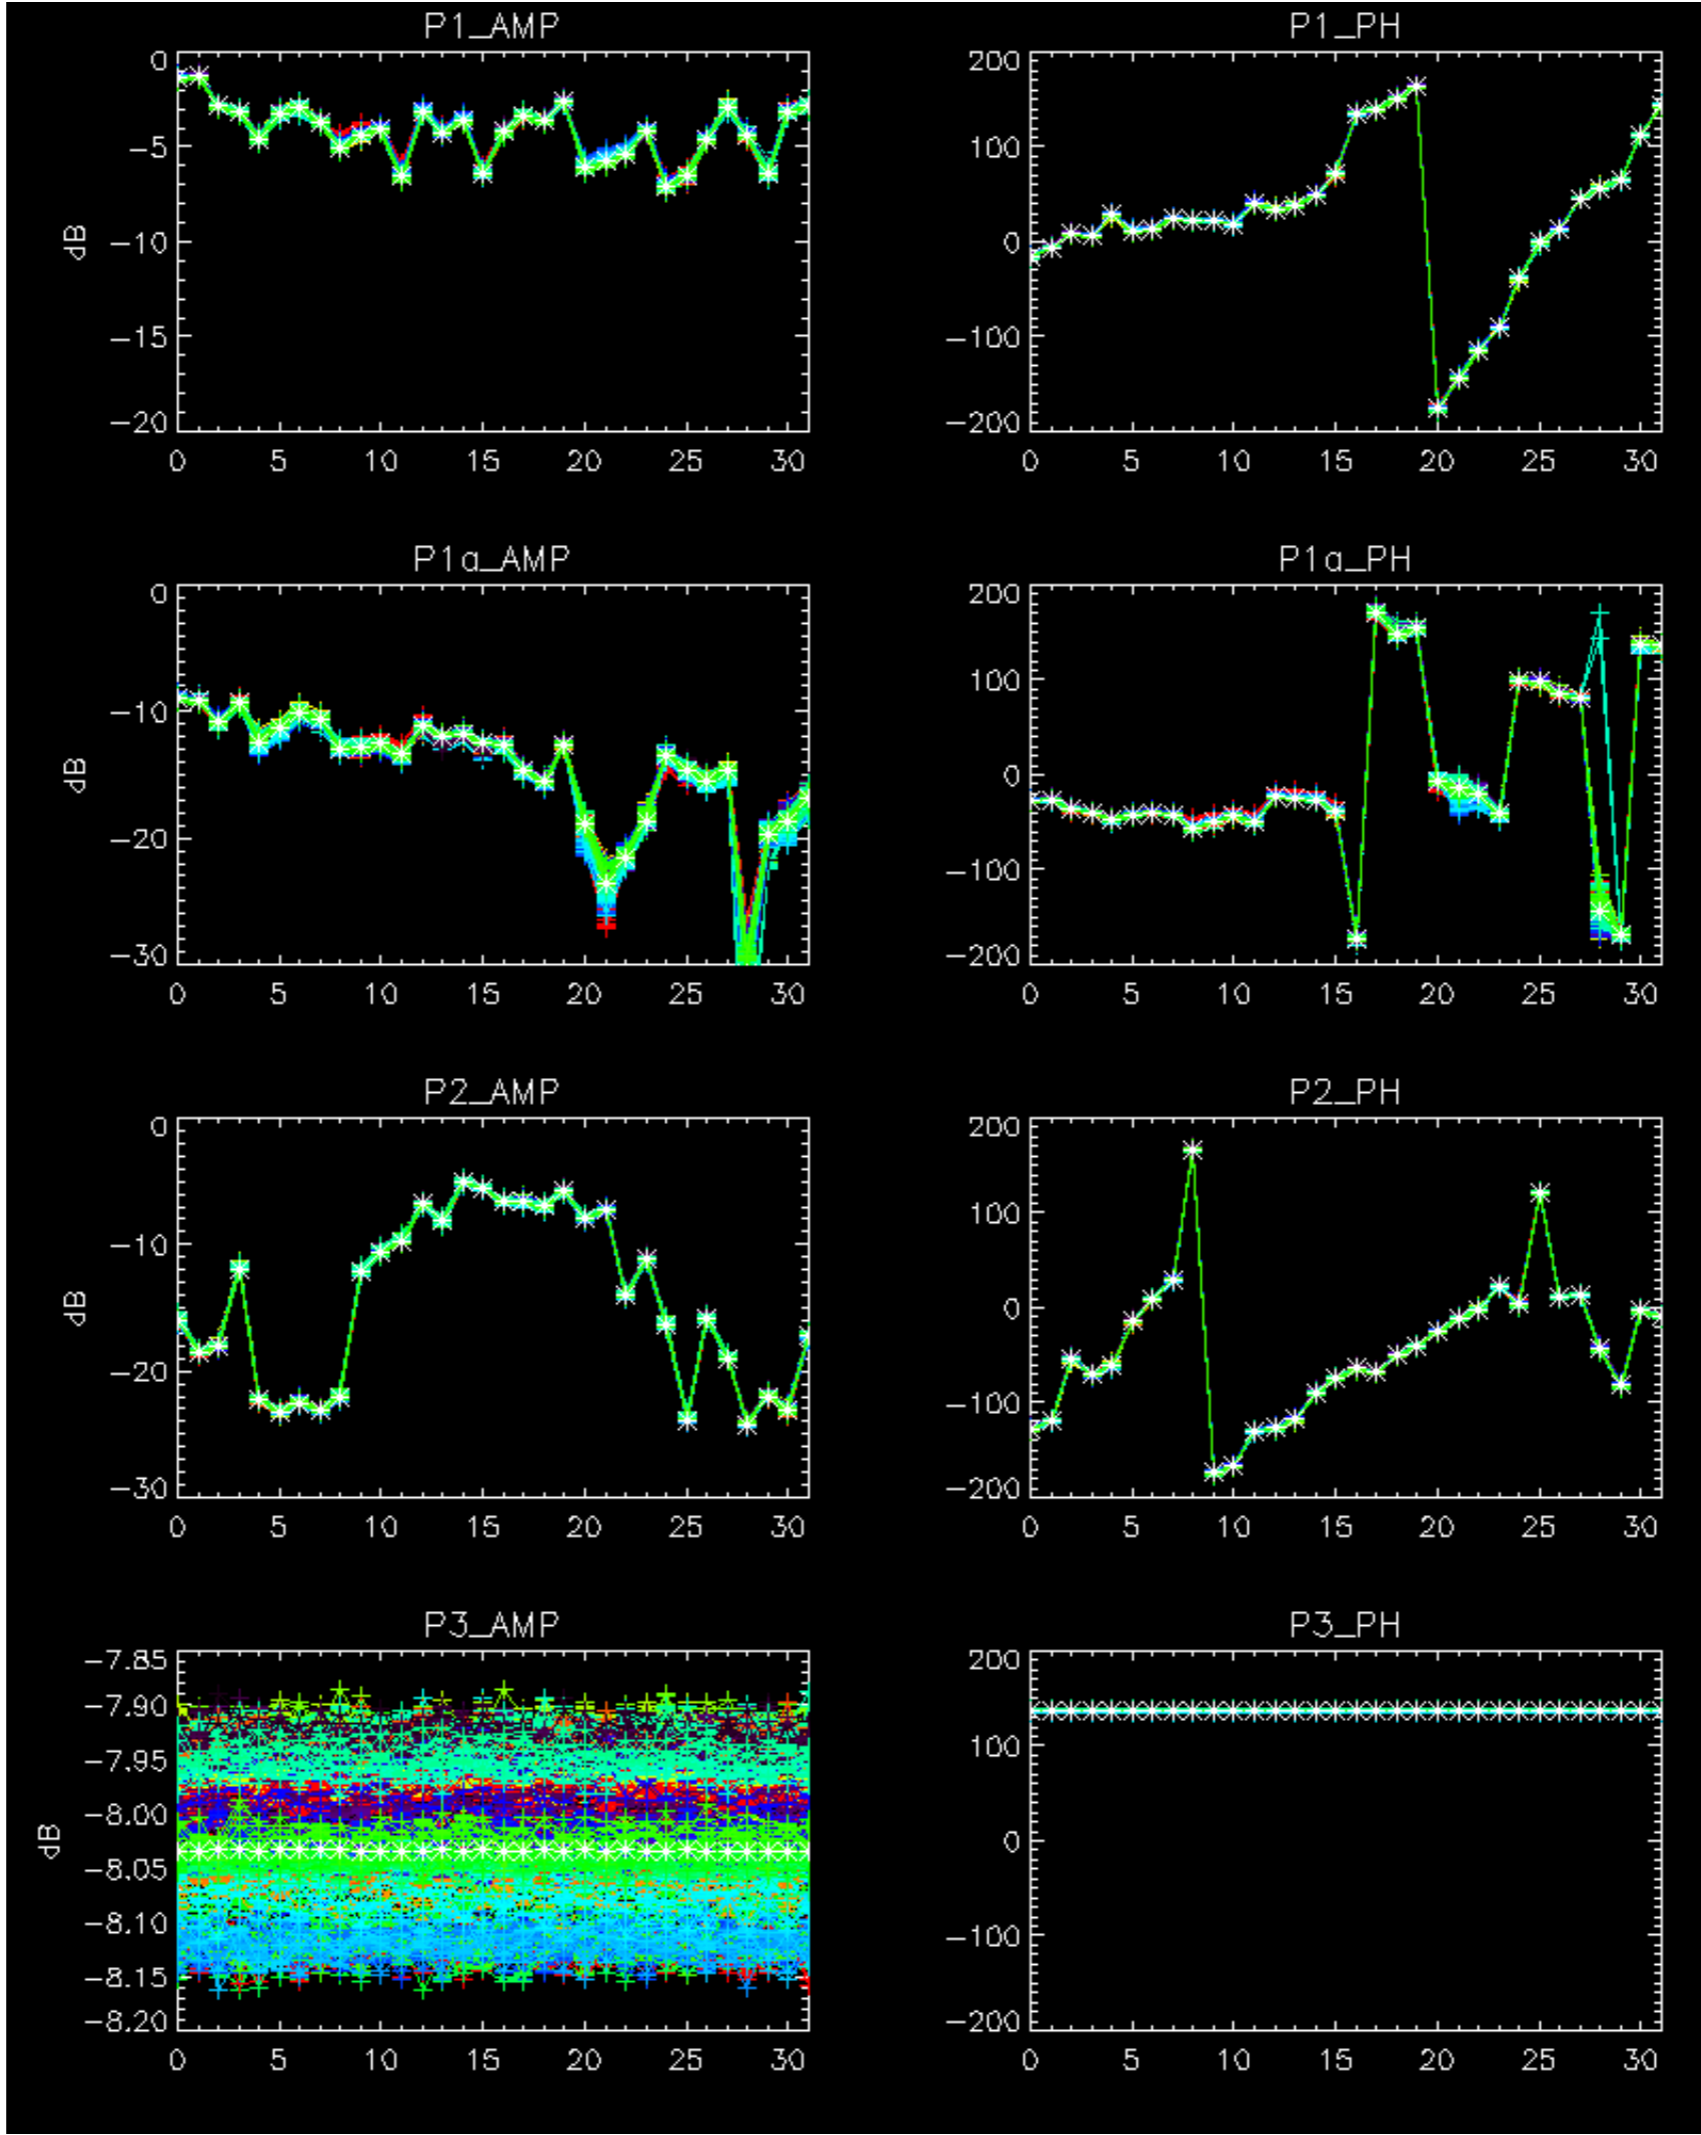 P1_AMP P1_PH
0 200
-5 100
dB
-10 0
-15 -100
-20 -200
0 5 10 15 20 25 30 0 5 10 15 20 25 30
P1a_AMP P1a_PH
0 200
-10 100
dB 0
-20 -100
-30 -200
0 5 10 15 20 25 30 0 5 10 15 20 25 30
P2_AMP P2_PH
0 200
-10 100
dB 0
-20 -100
-30 -200
0 5 10 15 20 25 30 0 5 10 15 20 25 30
P3_AMP P3_PH
-7.85 200
-7.90
-7.95 100
-8.00
dB 0
-8.05
-8.10 -100
-8.15
-8.20 -200
0 5 10 15 20 25 30 0 5 10 15 20 25 30